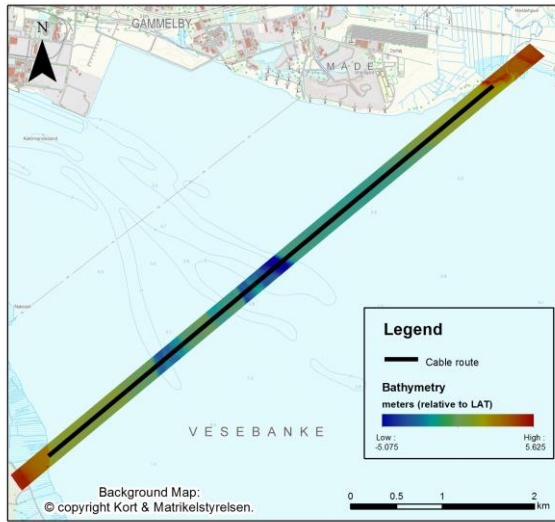 GAMMELBY
MÅDE
N
VESEBANKE
Legend
Cable route
Bathymetry
meters (relative to LAT)
Low :
-5.075
High :
5.625
Background Map:
© copyright Kort & Matrikelstyrelsen.
0 0.5 1 2
km